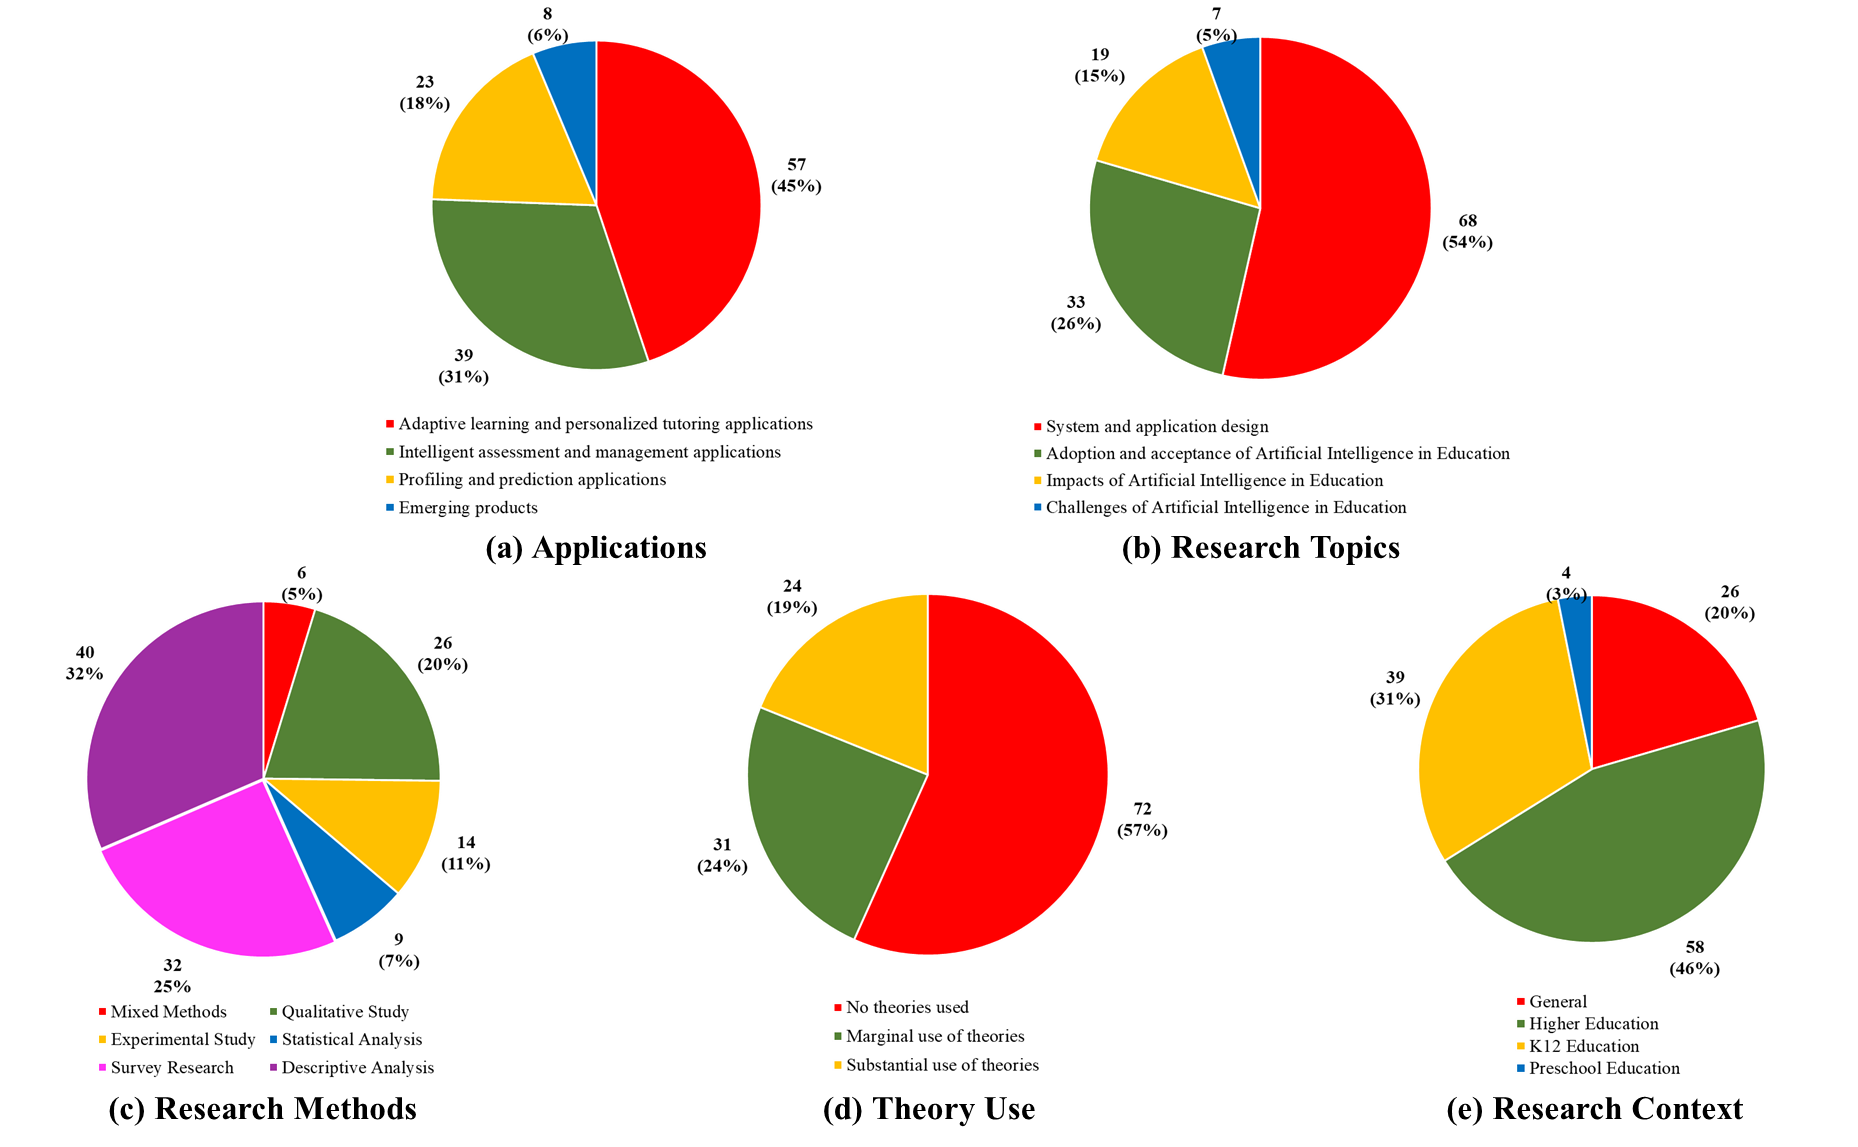 8
(6%)
23
(18%)
57
(45%)
39
(31%)
Adaptive learning and personalized tutoring applications
Intelligent assessment and management applications
Profiling and prediction applications
Emerging products
(a) Applications
7
(5%)
19
(15%)
68
(54%)
33
(26%)
System and application design
Adoption and acceptance of Artificial Intelligence in Education
Impacts of Artificial Intelligence in Education
Challenges of Artificial Intelligence in Education
(b) Research Topics
6
(5%)
40
32%
26
(20%)
14
(11%)
9
(7%)
32
25%
Mixed Methods
Qualitative Study
Experimental Study
Statistical Analysis
Survey Research
Descriptive Analysis
(c) Research Methods
24
(19%)
72
(57%)
31
(24%)
No theories used
Marginal use of theories
Substantial use of theories
(d) Theory Use
4
(3%)
26
(20%)
39
(31%)
58
(46%)
General
Higher Education
K12 Education
Preschool Education
(e) Research Context